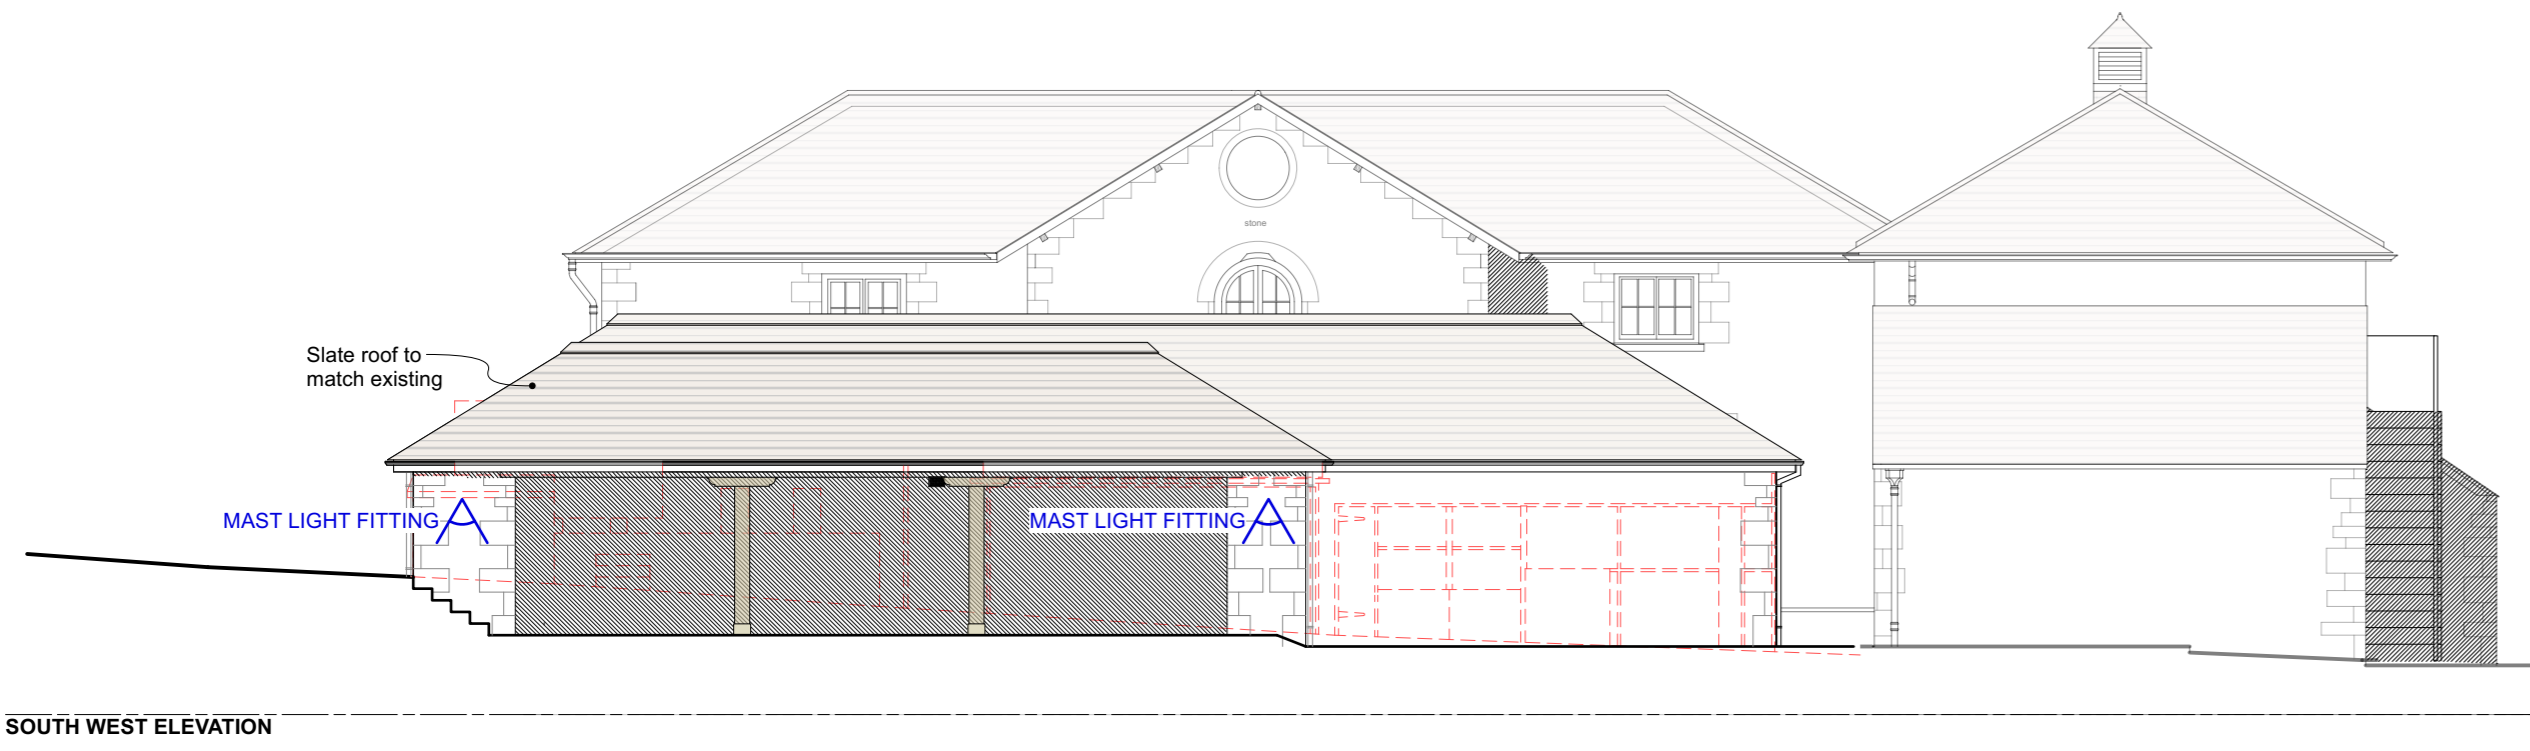 stone
Slate roof to
match existing
MAST LIGHT FITTING
MAST LIGHT FITTING
SOUTH WEST ELEVATION